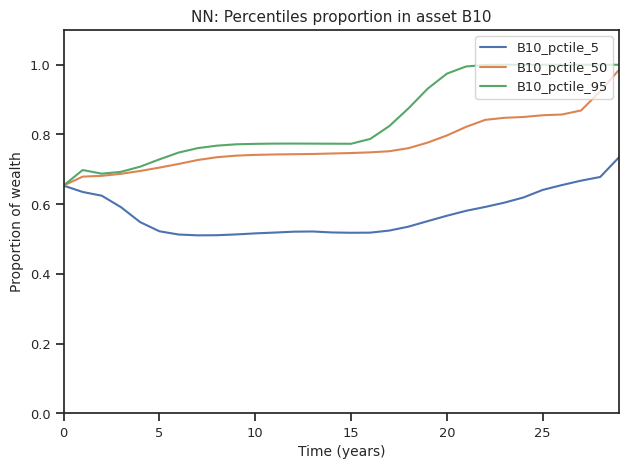 NN: Percentiles proportion in asset B10
B10_pctile_5
B10_pctile_50
B10_pctile_95
Proportion of wealth
1.0
0.8
0.6
0.4
0.2
0.0
0 5 10 15 20 25
Time (years)